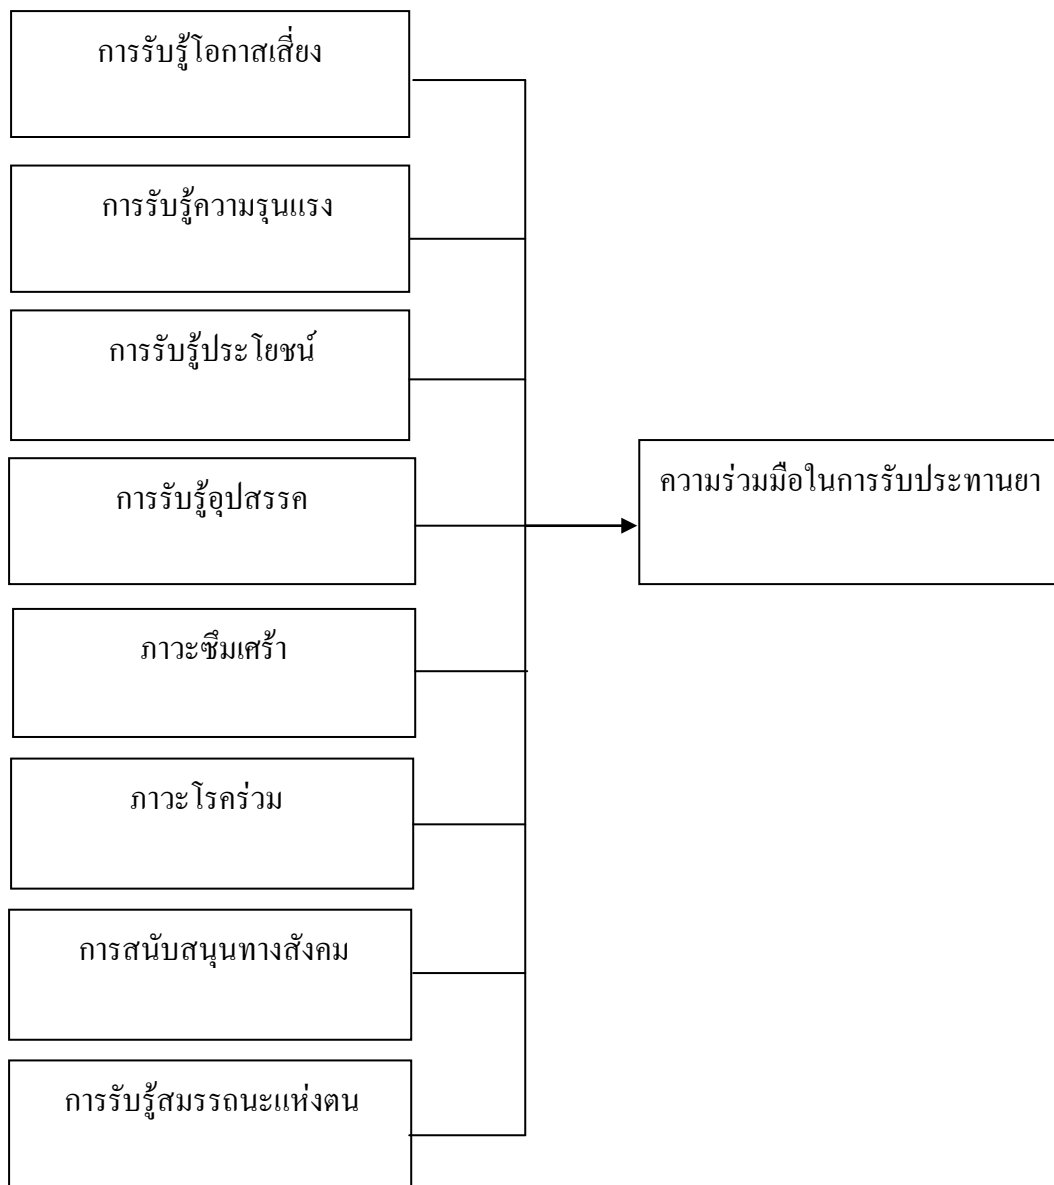 การรับรู้โอกาสเสี่ยง
การรับรู้ความรุนแรง
การรับรู้ประโยชน์
การรับรู้อุปสรรค
ความร่วมมือในการรับประทานยา
ภาวะซึมเศร้า
ภาวะโรคร่วม
การสนับสนุนทางสังคม
การรับรู้สมรรถนะแห่งตน